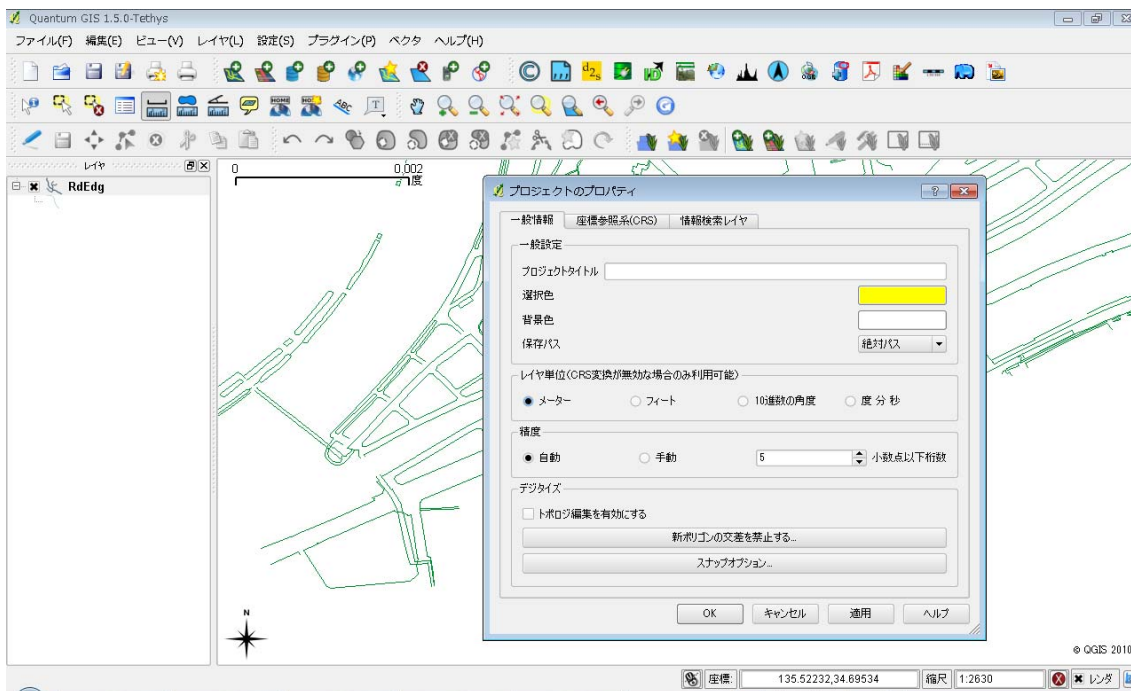 Quantum GIS 1.5.0-Tethys
ファイル(F) 編集(E) ビュー(V) レイヤ(L) 設定(S) プラグイン(P) ベクタ ヘルプ(H)
レイヤ
RdEdg
0 0.002
度
プロジェクトのプロパティ
一般情報 座標参照系(CRS) 情報検索レイヤ
一般設定
プロジェクトタイトル
選択色
背景色
保存パス 絶対パス
レイヤ単位(CRS変換が無効な場合のみ利用可能)
メーター フィート 10進数の角度 度 分 秒
精度
自動 手動 5 小数点以下桁数
デジタイズ
トポロジ編集を有効にする
新ポリゴンの交差を禁止する...
スナップオプション...
OK キャンセル 適用 ヘルプ
N
© QGIS 2010
座標: 135.52232,34.69534 縮尺 1:2630 レンダ